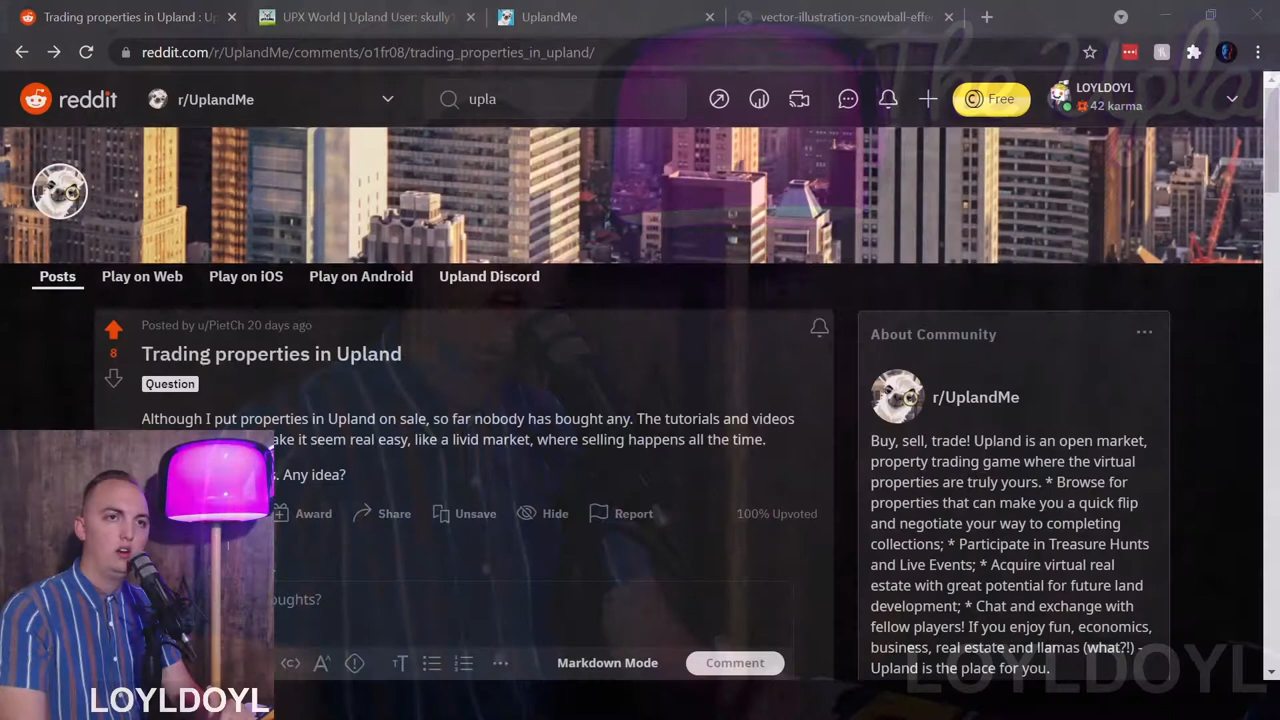 Trading properties in Upland : Up
UPX World | Upland User: skully1
UplandMe
vector-illustration-snowball-effe
reddit.com/r/UplandMe/comments/o1fr08/trading_properties_in_upland/
The Upla
reddit
r/UplandMe
upla
Free
LOYLDOYL
42 karma
Posts
Play on Web
Play on iOS
Play on Android
Upland Discord
Posted by u/PietCh 20 days ago
8
Trading properties in Upland
Question
Although I put properties in Upland on sale, so far nobody has bought any. The tutorials and videos
ke it seem real easy, like a livid market, where selling happens all the time.
s. Any idea?
Award
Share
Unsave
Hide
Report
100% Upvoted
oughts?
Markdown Mode
Comment
About Community
r/UplandMe
Buy, sell, trade! Upland is an open market,
property trading game where the virtual
properties are truly yours. * Browse for
properties that can make you a quick flip
and negotiate your way to completing
collections; * Participate in Treasure Hunts
and Live Events; * Acquire virtual real
estate with great potential for future land
development; * Chat and exchange with
fellow players! If you enjoy fun, economics,
business, real estate and llamas (what?!) -
Upland is the place for you.
LOYLDOYL
LOYLDOYL